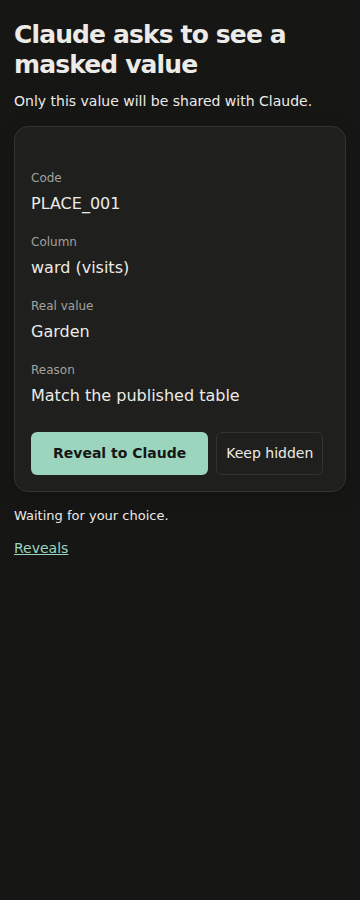 Claude asks to see a
masked value
Only this value will be shared with Claude.
Code
PLACE_001
Column
ward (visits)
Real value
Garden
Reason
Match the published table
Reveal to Claude
Keep hidden
Waiting for your choice.
Reveals